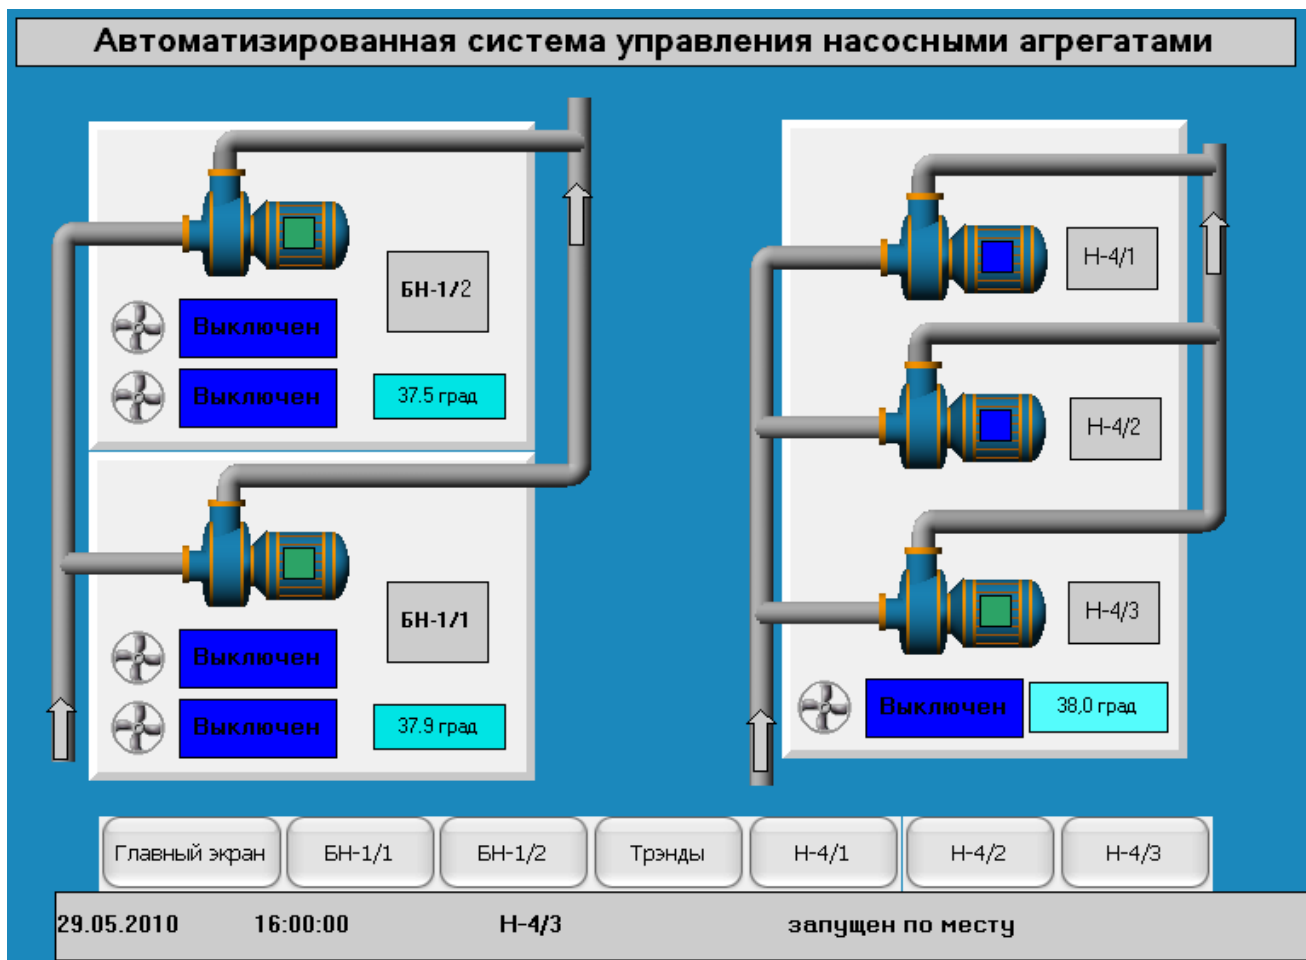 Автоматизированная система управления насосными агрегатами
БН-1/2
Выключен
Выключен
37.5 град
БН-1/1
Выключен
Выключен
37.9 град
Н-4/1
Н-4/2
Н-4/3
Выключен
38,0 град
Главный экран
БН-1/1
БН-1/2
Трэнды
Н-4/1
Н-4/2
Н-4/3
29.05.2010 16:00:00 Н-4/3 запущен по месту